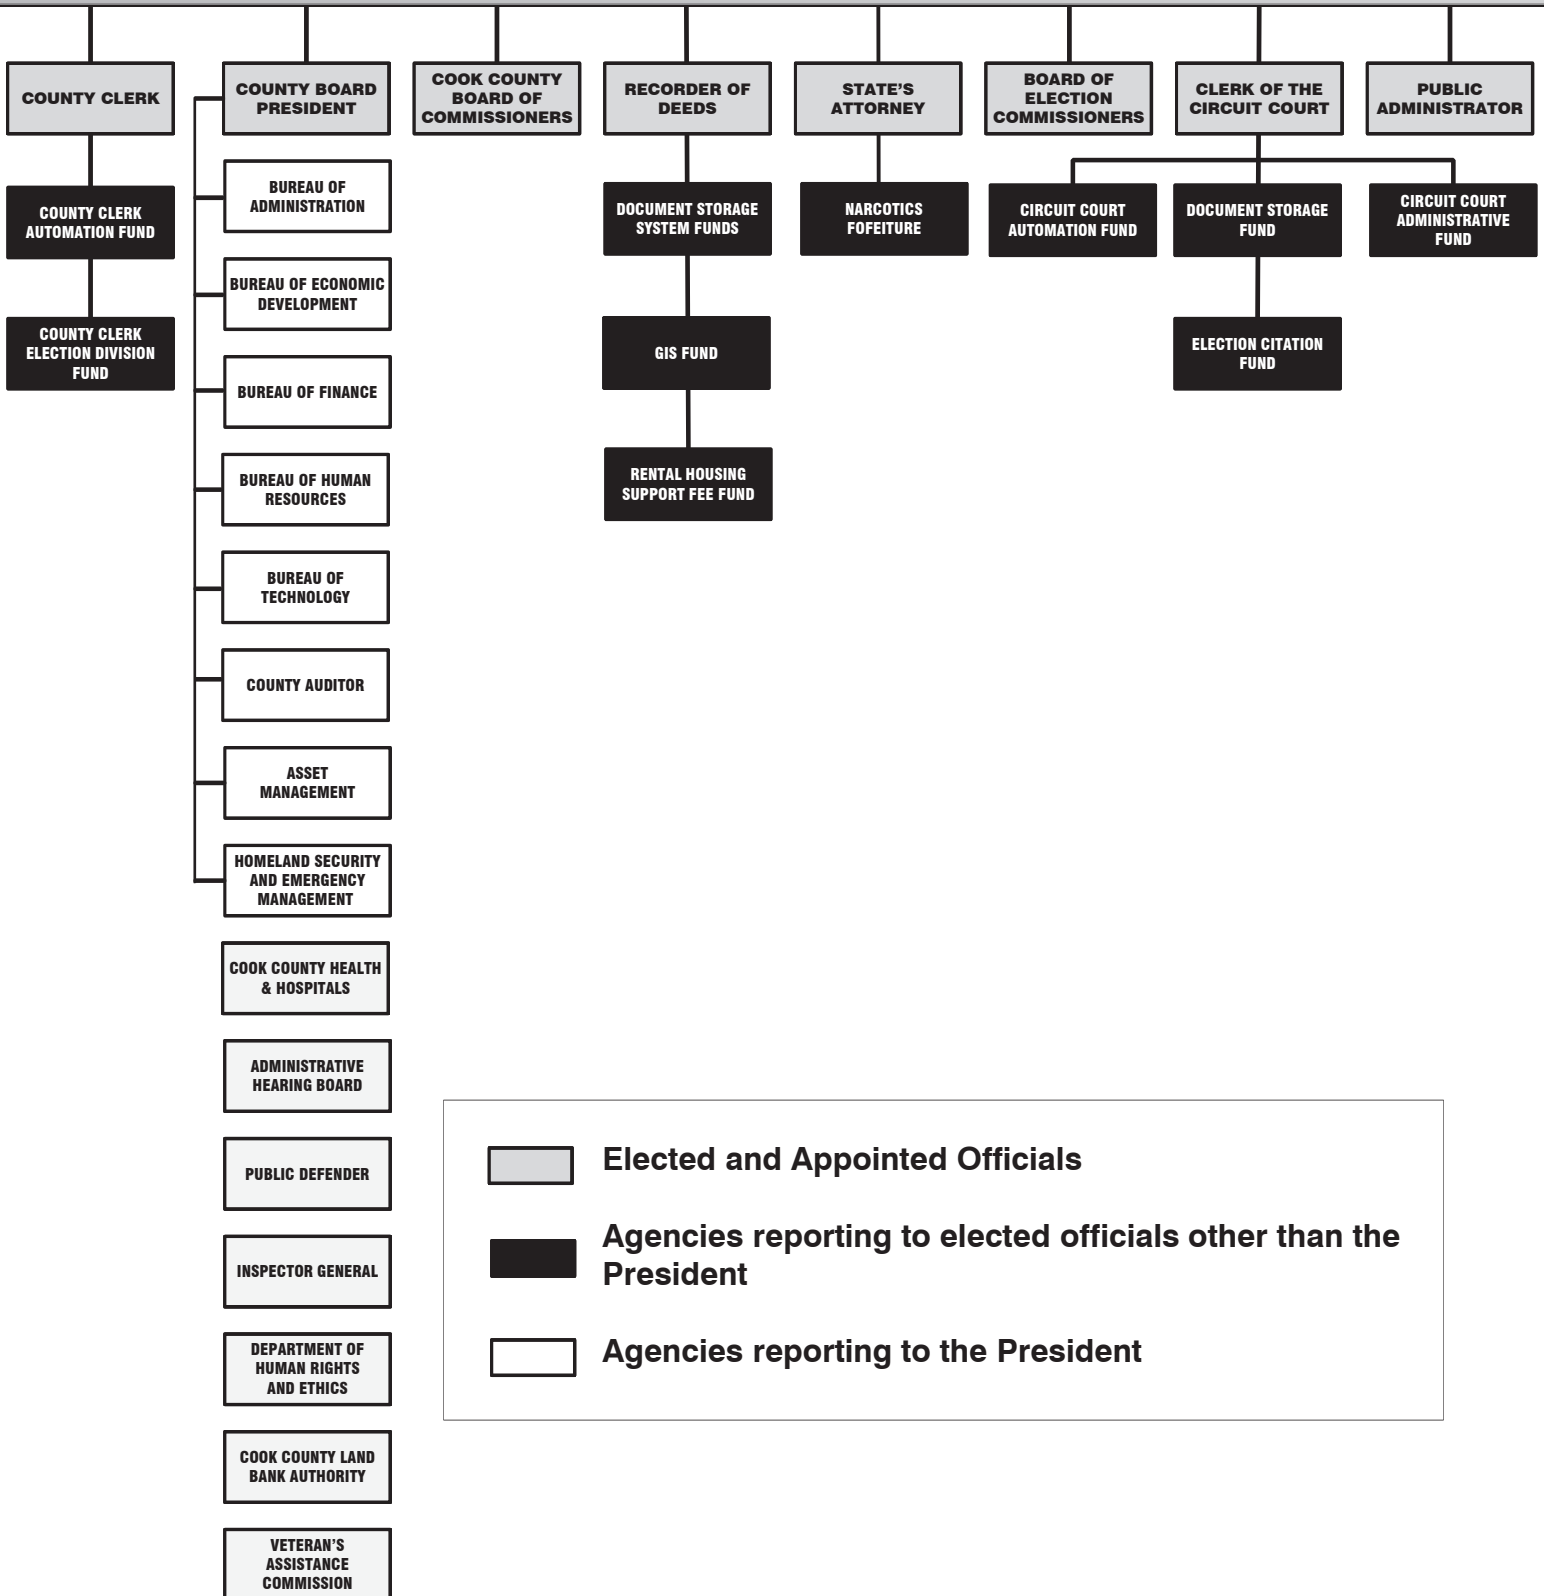 COUNTY CLERK
COUNTY BOARD
PRESIDENT
COOK COUNTY
BOARD OF
COMMISSIONERS
RECORDER OF
DEEDS
STATE'S
ATTORNEY
BOARD OF
ELECTION
COMMISSIONERS
CLERK OF THE
CIRCUIT COURT
PUBLIC
ADMINISTRATOR
COUNTY CLERK
AUTOMATION FUND
COUNTY CLERK
ELECTION DIVISION
FUND
BUREAU OF
ADMINISTRATION
BUREAU OF ECONOMIC
DEVELOPMENT
BUREAU OF FINANCE
BUREAU OF HUMAN
RESOURCES
BUREAU OF
TECHNOLOGY
COUNTY AUDITOR
ASSET
MANAGEMENT
HOMELAND SECURITY
AND EMERGENCY
MANAGEMENT
COOK COUNTY HEALTH
& HOSPITALS
ADMINISTRATIVE
HEARING BOARD
PUBLIC DEFENDER
INSPECTOR GENERAL
DEPARTMENT OF
HUMAN RIGHTS
AND ETHICS
COOK COUNTY LAND
BANK AUTHORITY
VETERAN'S
ASSISTANCE
COMMISSION
DOCUMENT STORAGE
SYSTEM FUNDS
GIS FUND
RENTAL HOUSING
SUPPORT FEE FUND
NARCOTICS
FOFEITURE
CIRCUIT COURT
AUTOMATION FUND
DOCUMENT STORAGE
FUND
ELECTION CITATION
FUND
CIRCUIT COURT
ADMINISTRATIVE
FUND
Elected and Appointed Officials
Agencies reporting to elected officials other than the
President
Agencies reporting to the President